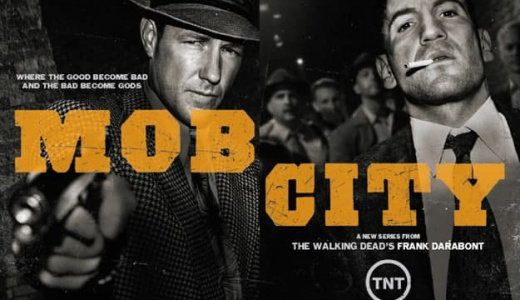 WHERE THE GOOD BECOME BAD
AND THE BAD BECOME GODS
MOB
CITY
A NEW SERIES FROM
THE WALKING DEAD'S FRANK DARABONT
TNT